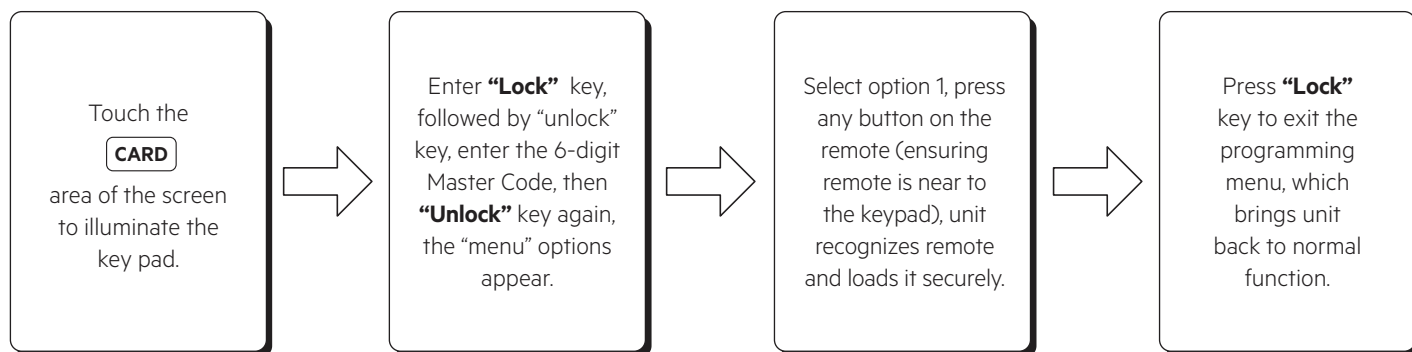 Touch the
CARD
area of the screen
to illuminate the
key pad.
Enter “Lock” key,
followed by “unlock”
key, enter the 6-digit
Master Code, then
“Unlock” key again,
the “menu” options
appear.
Select option 1, press
any button on the
remote (ensuring
remote is near to
the keypad), unit
recognizes remote
and loads it securely.
Press “Lock”
key to exit the
programming
menu, which
brings unit
back to normal
function.